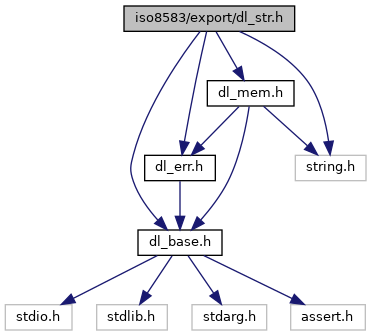 iso8583/export/dl_str.h
dl_mem.h
dl_err.h
string.h
dl_base.h
stdio.h
stdlib.h
stdarg.h
assert.h